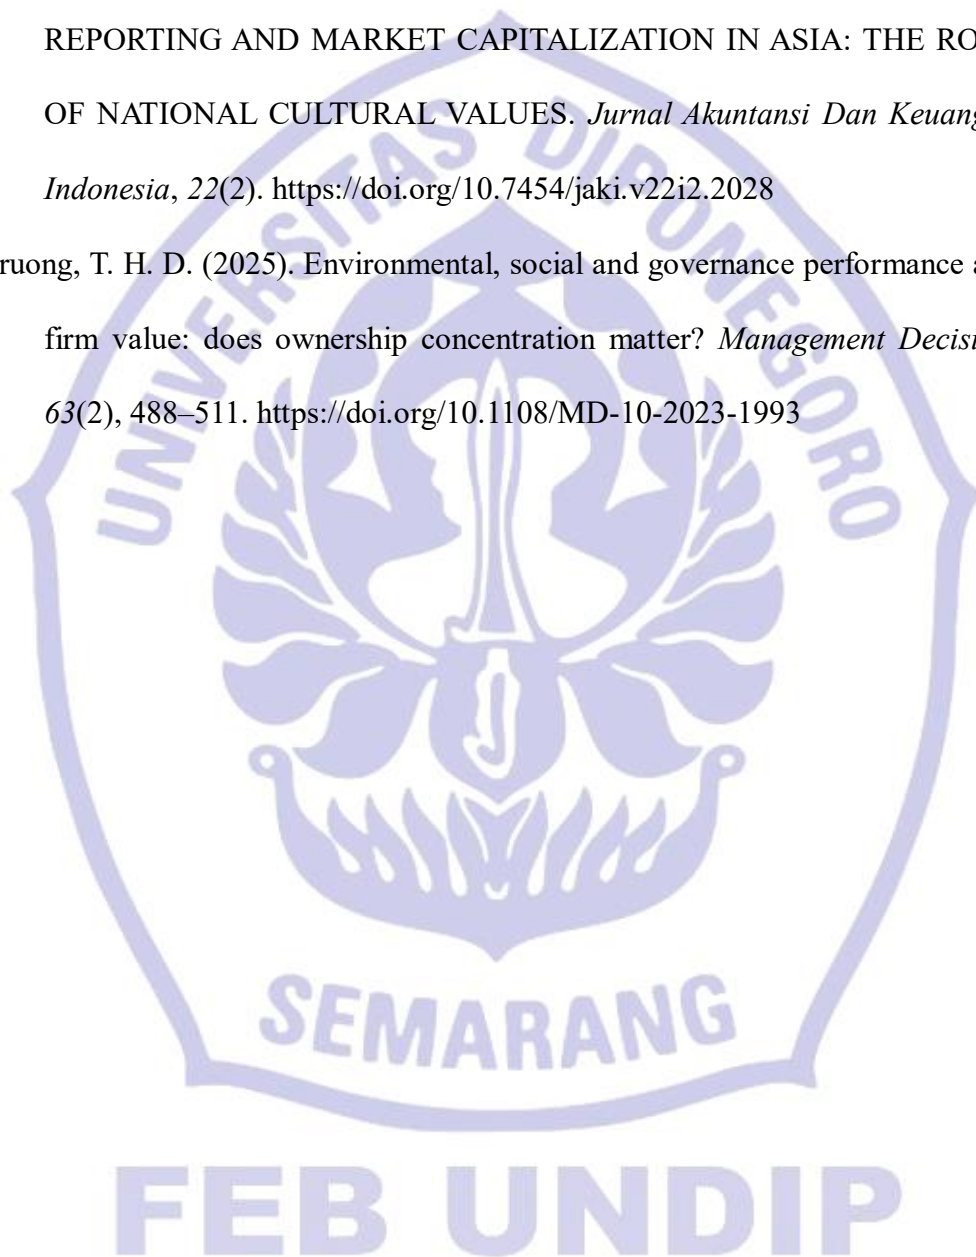 REPORTING AND MARKET CAPITALIZATION IN ASIA: THE RO
OF NATIONAL CULTURAL VALUES. Jurnal Akuntansi Dan Keuang
Indonesia, 22(2). https://doi.org/10.7454/jaki.v22i2.2028
ruong, T. H. D. (2025). Environmental, social and governance performance a
firm value: does ownership concentration matter? Management Decisi
63(2), 488–511. https://doi.org/10.1108/MD-10-2023-1993
UNIVERSITAS DIPONEGORO
SEMARANG
FEB UNDIP